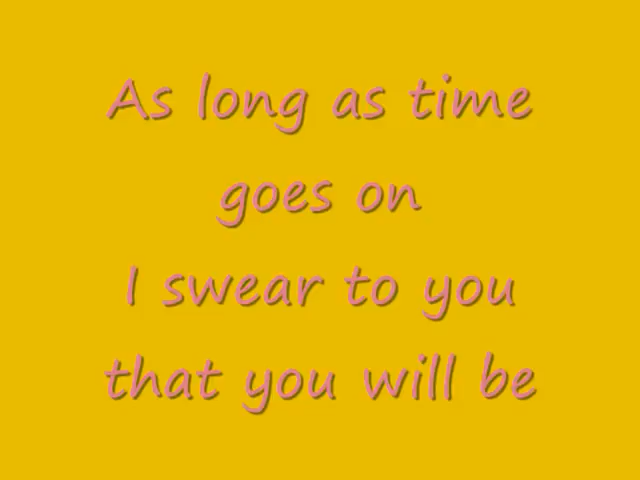 As long as time
goes on
I swear to you
that you will be